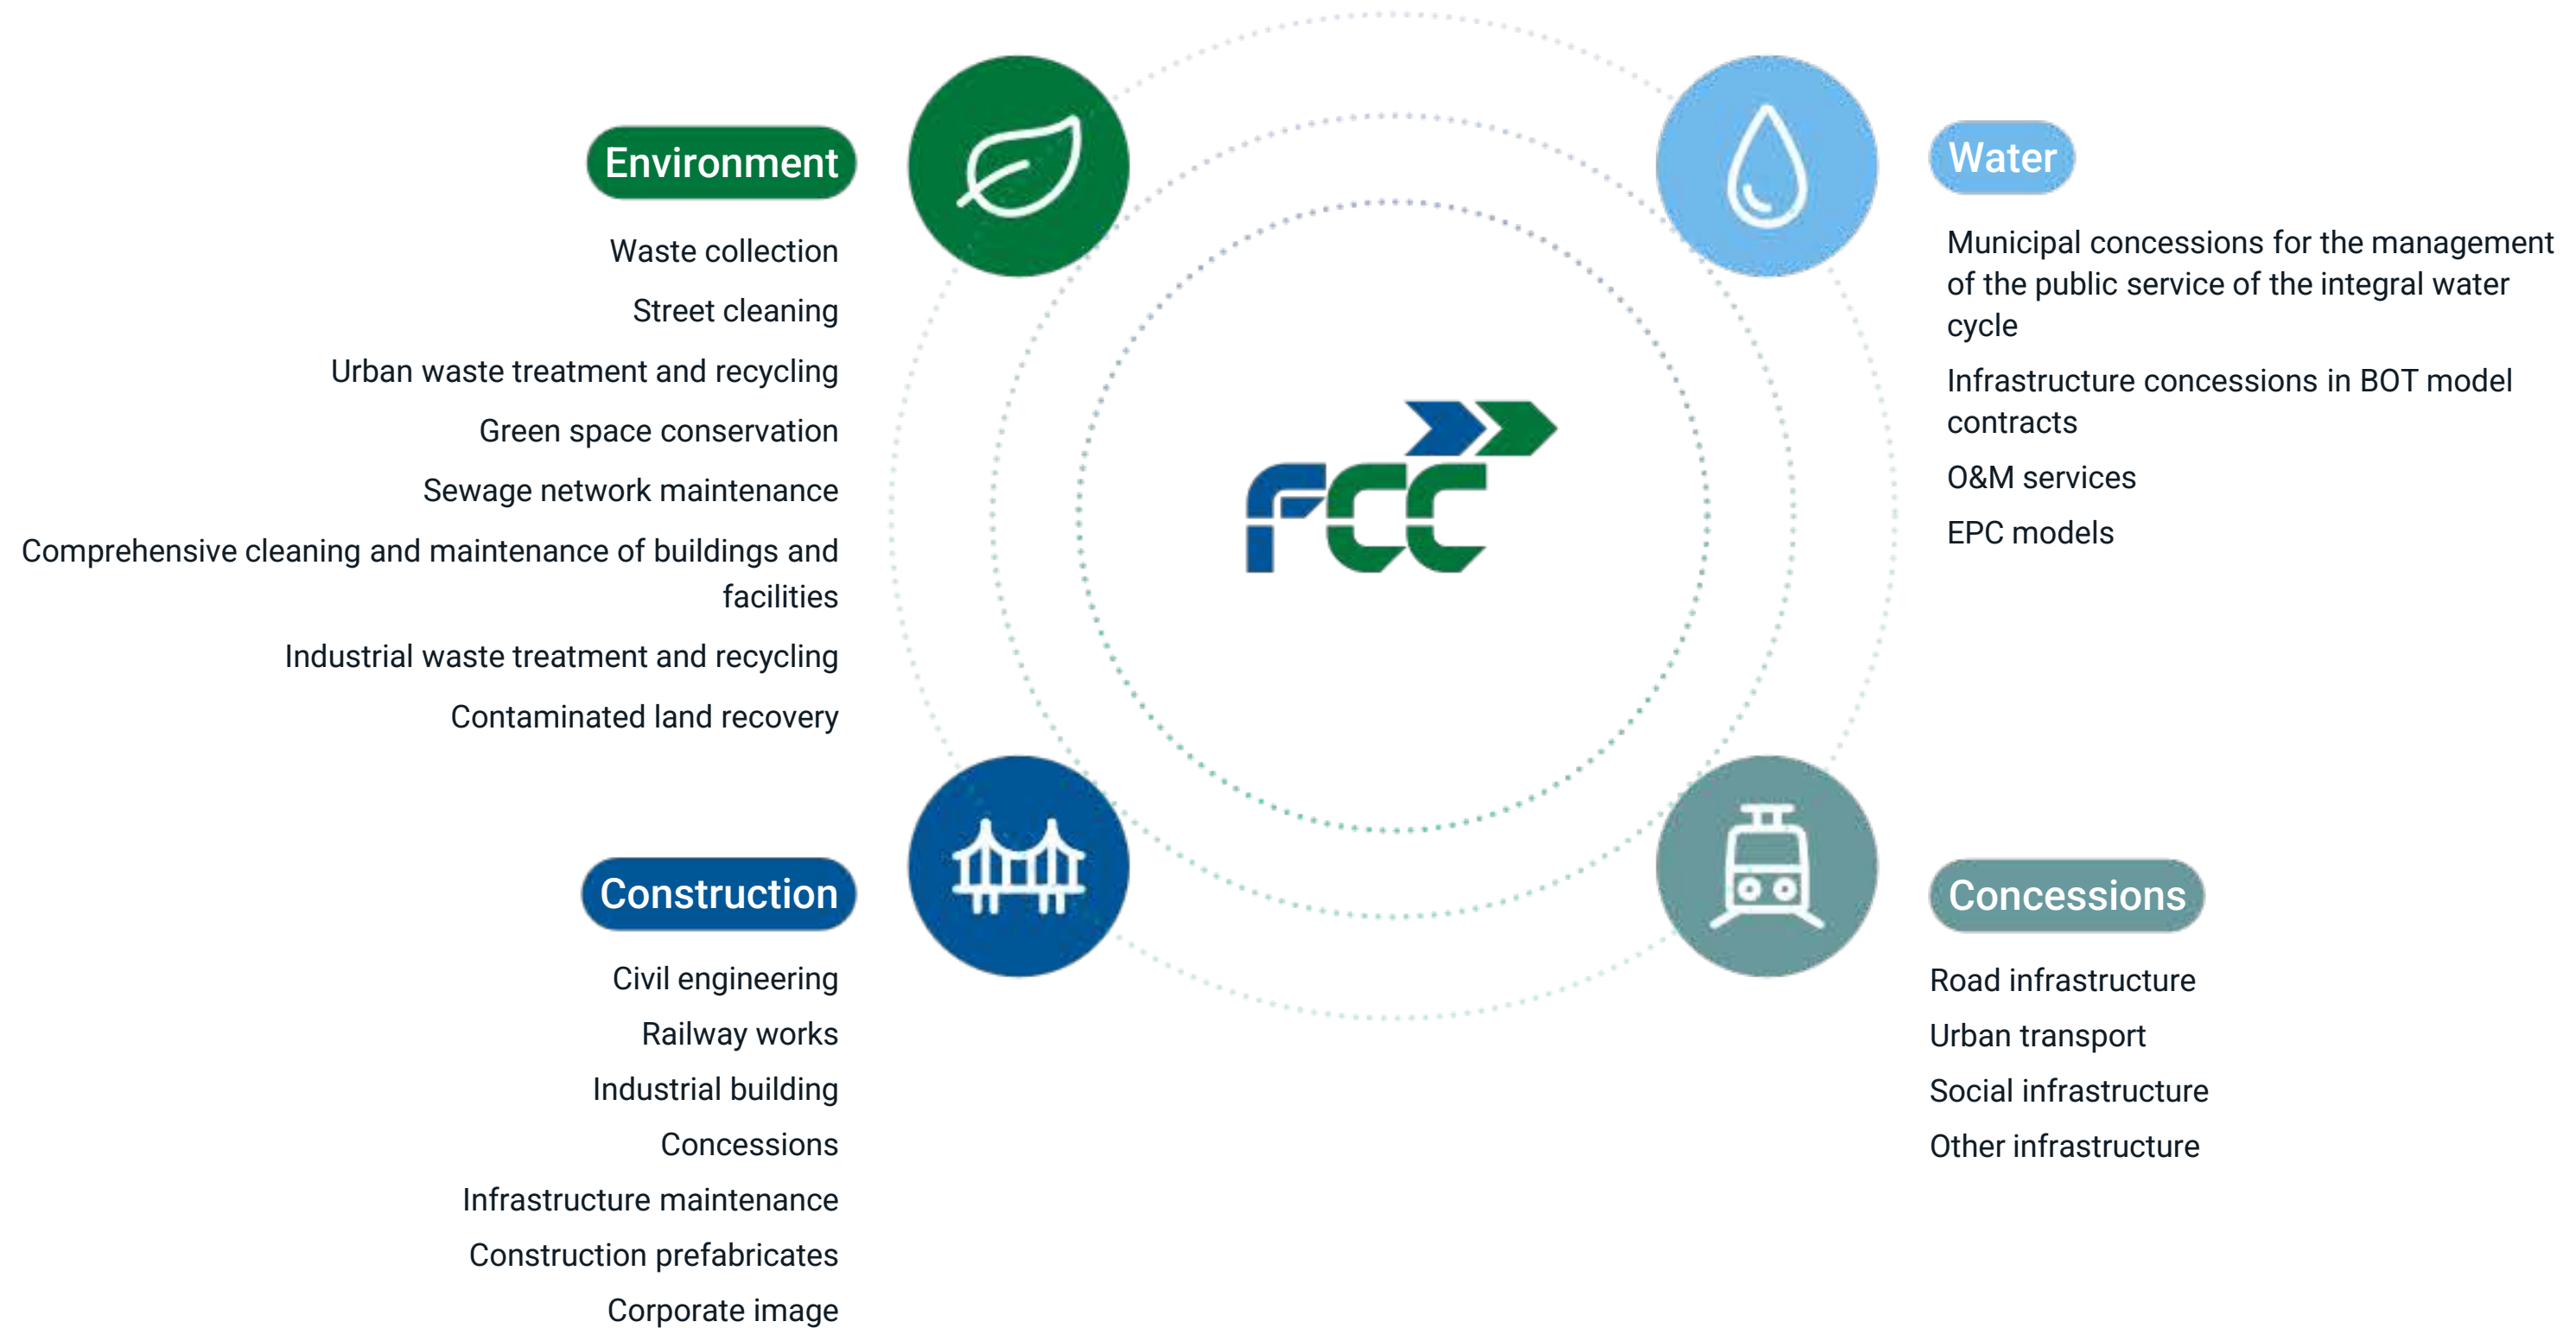 Environment
Waste collection
Street cleaning
Urban waste treatment and recycling
Green space conservation
Sewage network maintenance
Comprehensive cleaning and maintenance of buildings and
facilities
Industrial waste treatment and recycling
Contaminated land recovery
Water
Municipal concessions for the management
of the public service of the integral water
cycle
Infrastructure concessions in BOT model
contracts
O&M services
EPC models
FCC
Construction
Civil engineering
Railway works
Industrial building
Concessions
Infrastructure maintenance
Construction prefabricates
Corporate image
Concessions
Road infrastructure
Urban transport
Social infrastructure
Other infrastructure